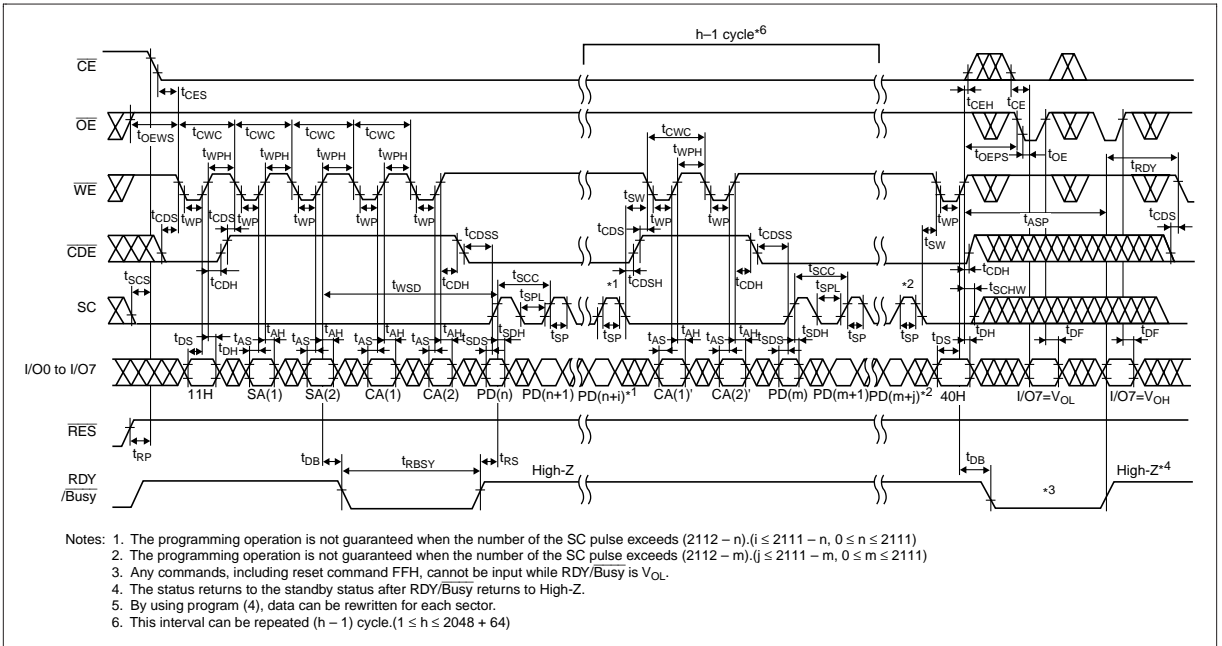 h–1 cycle*6
CE
tCES tCEH tCE
OE
tOEWS tCWC tCWC tCWC tCWC tCWC
tWPH tWPH tWPH tWPH tWPH tOEPS tOE
tRDY
WE
tCDS tCDS tWP tWP tWP tWP tWP tSW tWP tWP tWP tASP tCDS
tCDSS tCDS tCDSS tSW
CDE
tSCS tCDH tCDH tCDSH tCDH tCDH
tWSD tSCC *1 tSCC *2 tSCHW
tSPL tSPL
SC
tDS tDH tAS tAH tAS tAH tAS tAH tAS tAH tSDS tSDH tSP tSP tAS tAH tAS tAH tSDS tSDH tSP tSP tDS tDH tDF tDF
I/O0 to I/O7
11H SA(1) SA(2) CA(1) CA(2) PD(n) PD(n+1) PD(n+i)*1 CA(1)' CA(2)' PD(m) PD(m+1) PD(m+j)*2 40H I/O7=VOL I/O7=VOH
RES
tRP
tDB tRBSY tRS High-Z tDB High-Z*4
RDY
/Busy
*3
Notes: 1. The programming operation is not guaranteed when the number of the SC pulse exceeds (2112 – n).(i ≤ 2111 – n, 0 ≤ n ≤ 2111)
2. The programming operation is not guaranteed when the number of the SC pulse exceeds (2112 – m).(j ≤ 2111 – m, 0 ≤ m ≤ 2111)
3. Any commands, including reset command FFH, cannot be input while RDY/Busy is VOL.
4. The status returns to the standby status after RDY/Busy returns to High-Z.
5. By using program (4), data can be rewritten for each sector.
6. This interval can be repeated (h – 1) cycle.(1 ≤ h ≤ 2048 + 64)